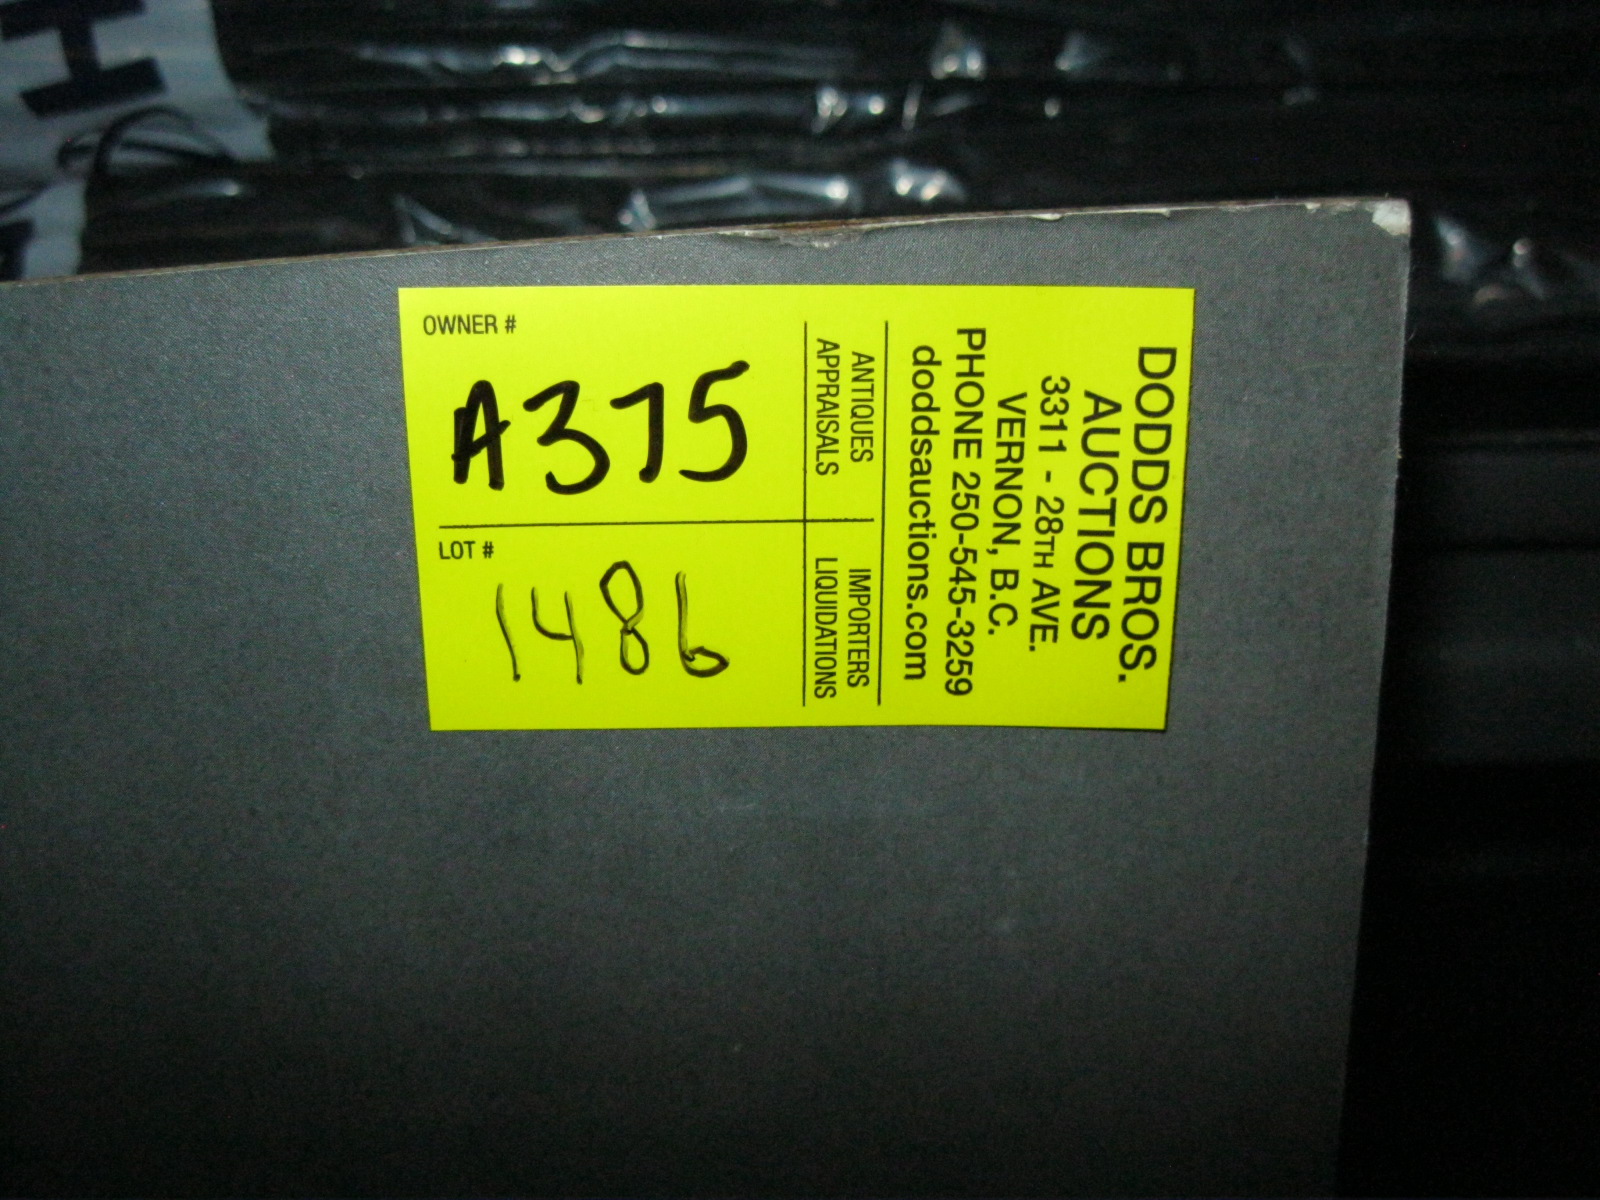 OWNER #
A375
LOT #
1486
ANTIQUES
APPRAISALS
IMPORTERS
LIQUIDATIONS
DODDS BROS.
AUCTIONS
3311 - 28TH AVE.
VERNON, B.C.
PHONE 250-545-3259
doddsauctions.com